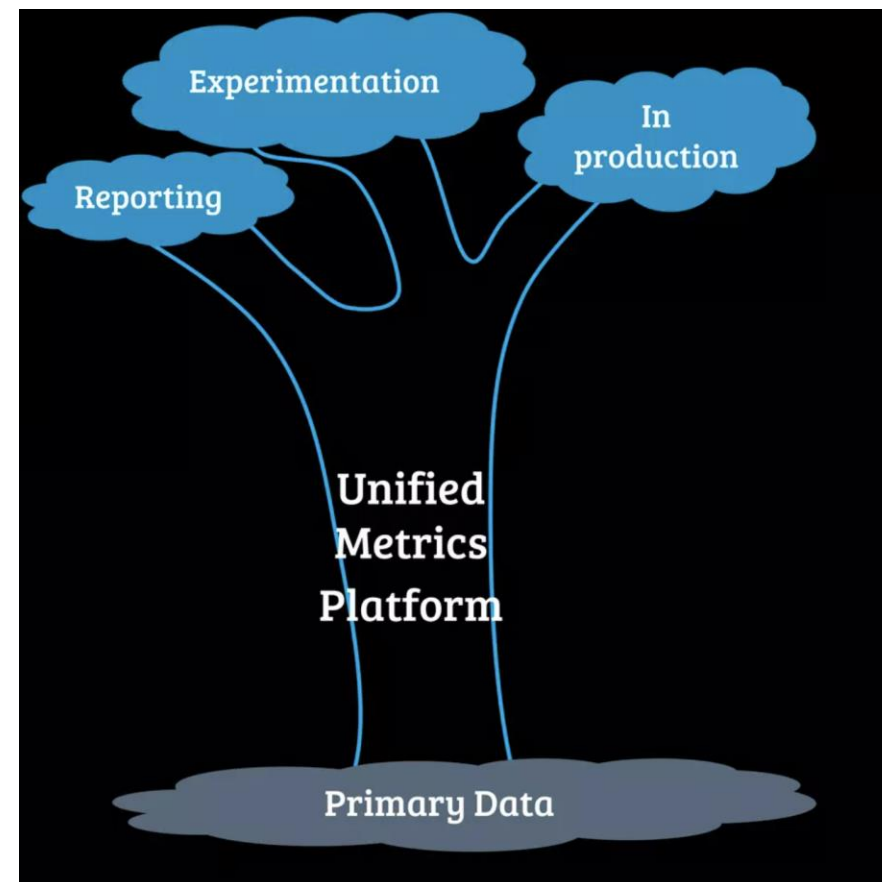 Experimentation
In
production
Reporting
Unified
Metrics
Platform
Primary Data